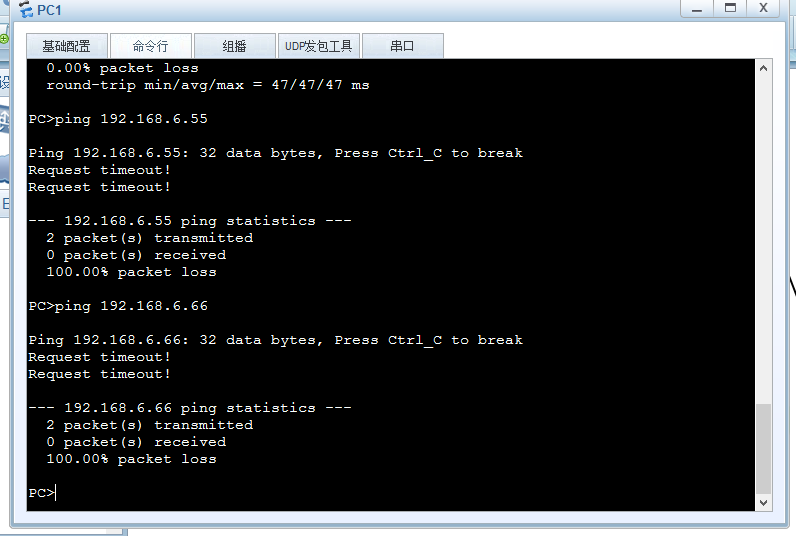 PC1
基础配置 命令行 组播 UDP发包工具 串口
0.00% packet loss
round-trip min/avg/max = 47/47/47 ms
PC>ping 192.168.6.55
Ping 192.168.6.55: 32 data bytes, Press Ctrl_C to break
Request timeout!
Request timeout!
--- 192.168.6.55 ping statistics ---
2 packet(s) transmitted
0 packet(s) received
100.00% packet loss
PC>ping 192.168.6.66
Ping 192.168.6.66: 32 data bytes, Press Ctrl_C to break
Request timeout!
Request timeout!
--- 192.168.6.66 ping statistics ---
2 packet(s) transmitted
0 packet(s) received
100.00% packet loss
PC>